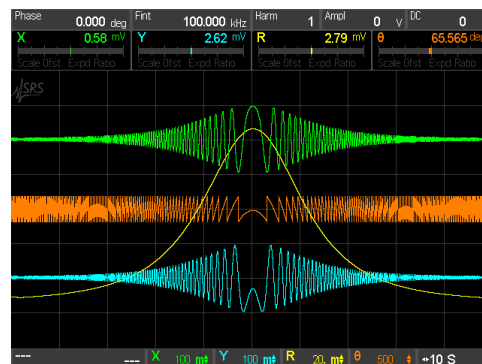 Phase 0.000 deg Fint 100.000 kHz Harm 1 Ampl 0 V DC 0
X 0.58 mV Y 2.62 mV R 2.79 mV θ 65.565 deg
Scale Ofst Expd Ratio Scale Ofst Expd Ratio Scale Ofst Expd Ratio Scale Ofst Expd Ratio
SRS
--- --- X 100 m Y 100 m R 20. m θ 500 10 S